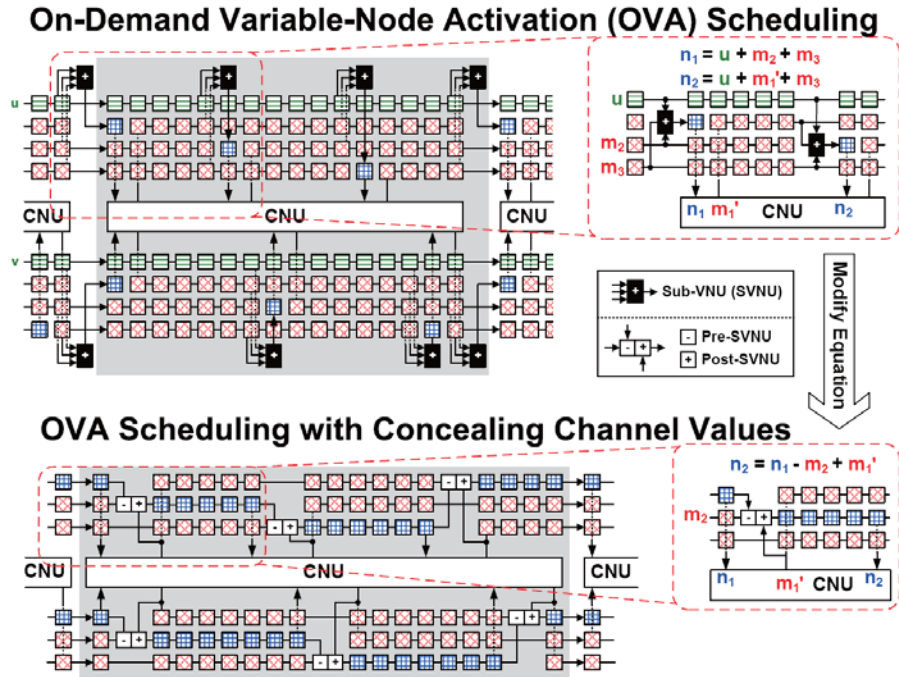 On-Demand Variable-Node Activation (OVA) Scheduling
n1 = u + m2 + m3
n2 = u + m1' + m3
u
+
+
+
+
u
+
+
m2
m3
n1
m1'
CNU
n2
CNU
CNU
CNU
v
+
+
+
+
+ Sub-VNU (SVNU)
- +
- Pre-SVNU
+ Post-SVNU
Modify Equation
OVA Scheduling with Concealing Channel Values
n2 = n1 - m2 + m1'
- +
- +
- +
m2
- +
n1
m1'
CNU
n2
CNU
CNU
CNU
- +
- +
- +